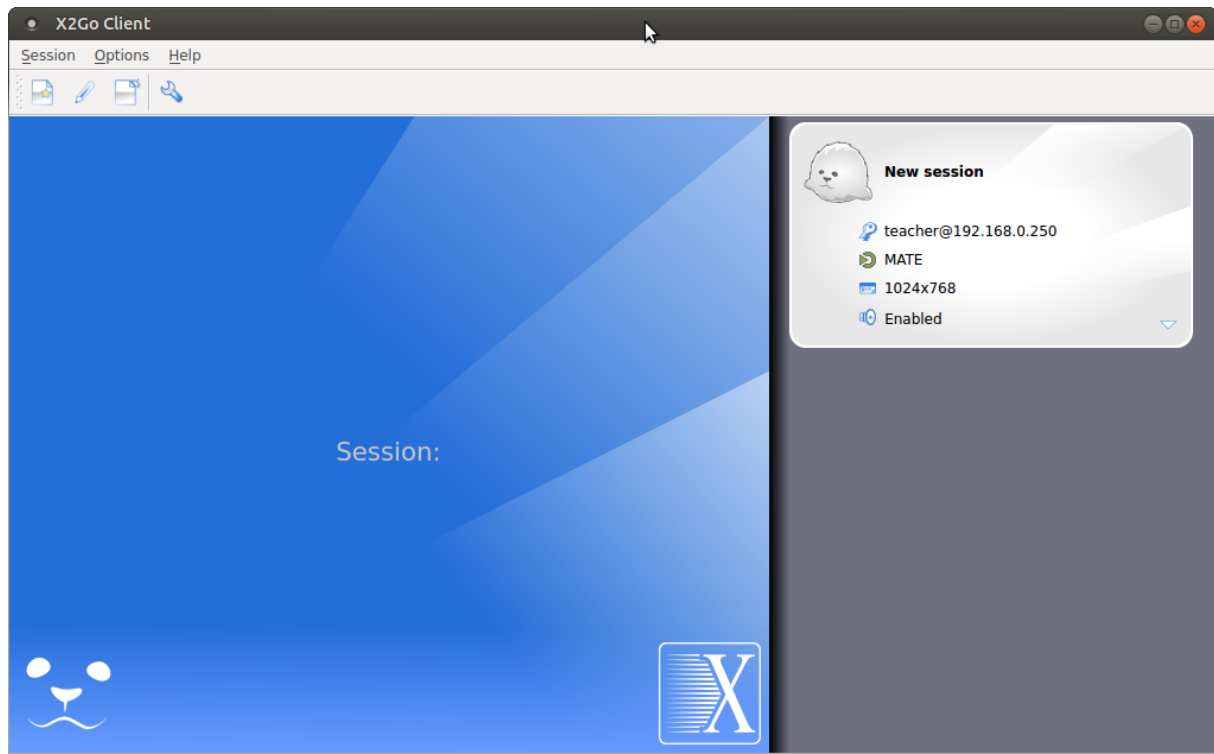 X2Go Client
Session Options Help
New session
teacher@192.168.0.250
MATE
1024x768
Enabled
Session:
X